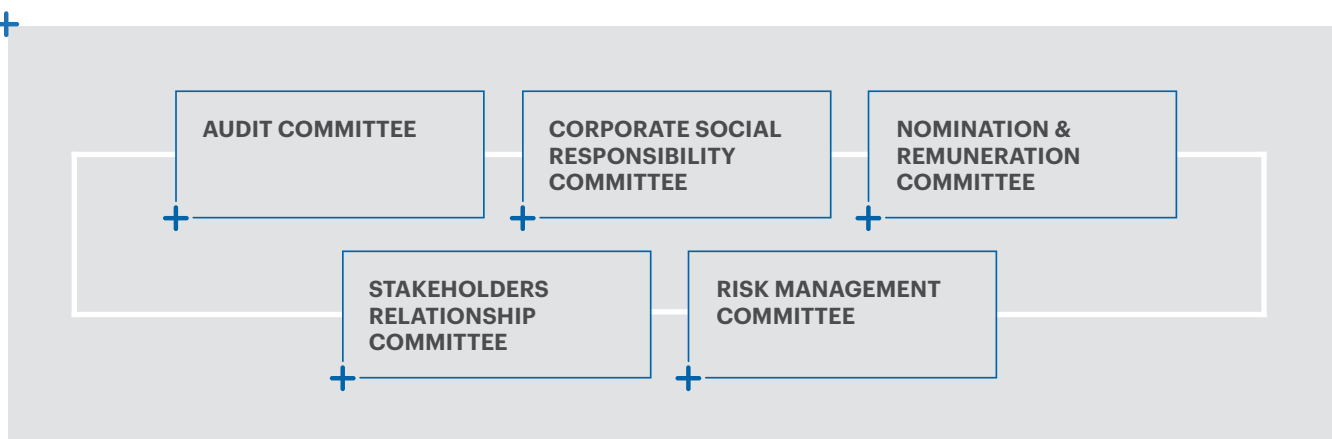 AUDIT COMMITTEE
CORPORATE SOCIAL
RESPONSIBILITY
COMMITTEE
NOMINATION &
REMUNERATION
COMMITTEE
STAKEHOLDERS
RELATIONSHIP
COMMITTEE
RISK MANAGEMENT
COMMITTEE